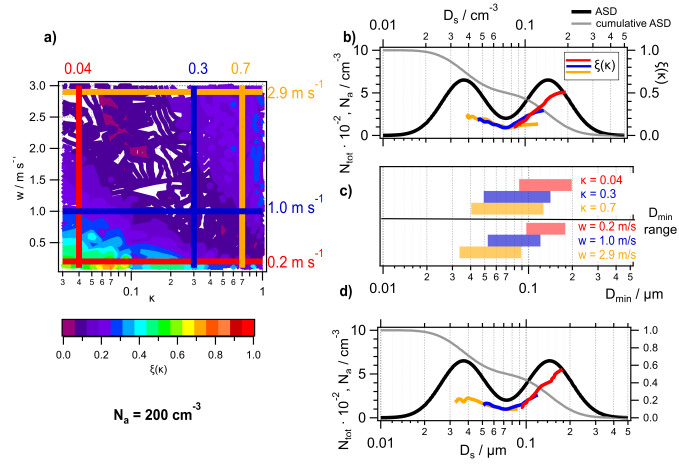 a)
0.04
0.3
0.7
3.0
2.5
2.0
1.5
1.0
0.5
w / m s⁻¹
2.9 m s⁻¹
1.0 m s⁻¹
0.2 m s⁻¹
3 4 5 6 7 0.1 2 3 4 5 6 7 1
κ
0.0 0.2 0.4 0.6 0.8 1.0
ξ(κ)
Nₐ = 200 cm⁻³
b)
Dₛ / cm⁻³
ASD
cumulative ASD
0.01 2 3 4 5 6 7 0.1 2 3 4 5
10
5
0
Nₜₒₜ · 10⁻², Nₐ / cm⁻³
ξ(κ)
1.0
0.5
0.0
ξ(κ)
c)
κ = 0.04
κ = 0.3
κ = 0.7
w = 0.2 m/s
w = 1.0 m/s
w = 2.9 m/s
D_min
range
0.01 2 3 4 5 6 7 0.1 2 3 4 5
D_min / µm
d)
10
5
0
Nₜₒₜ · 10⁻², Nₐ / cm⁻³
1.0
0.8
0.6
0.4
0.2
0.0
0.01 2 3 4 5 6 7 0.1 2 3 4 5
Dₛ / µm